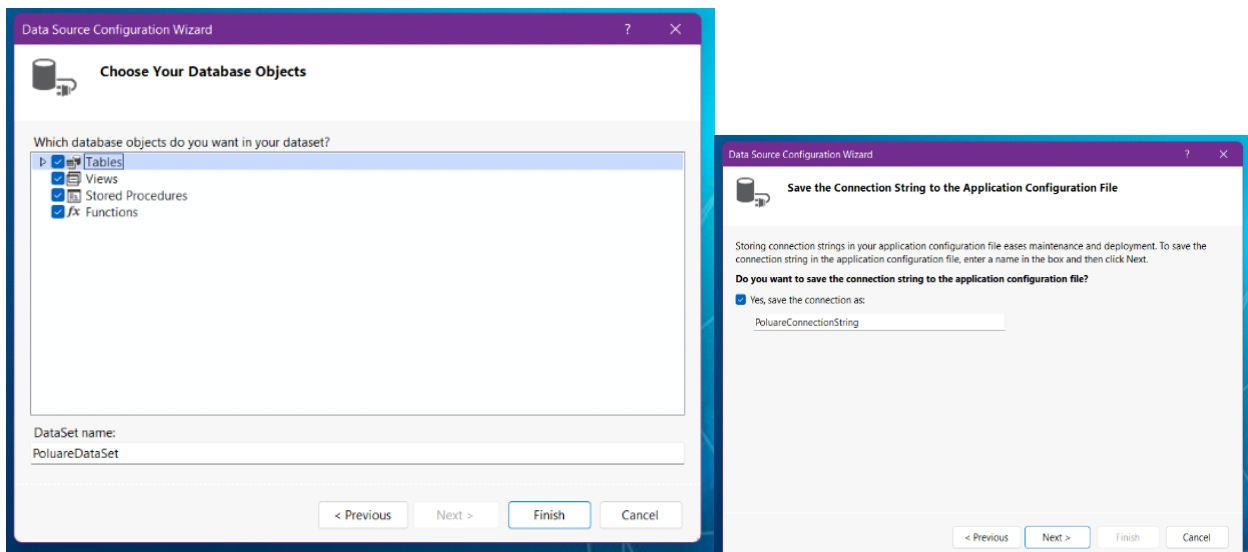 Data Source Configuration Wizard ? ×
Choose Your Database Objects
Which database objects do you want in your dataset?
Tables
Views
Stored Procedures
fx Functions
DataSet name:
PoluareDataSet
< Previous Next > Finish Cancel
Data Source Configuration Wizard ? ×
Save the Connection String to the Application Configuration File
Storing connection strings in your application configuration file eases maintenance and deployment. To save the
connection string in the application configuration file, enter a name in the box and then click Next.
Do you want to save the connection string to the application configuration file?
Yes, save the connection as:
PoluareConnectionString
< Previous Next > Finish Cancel